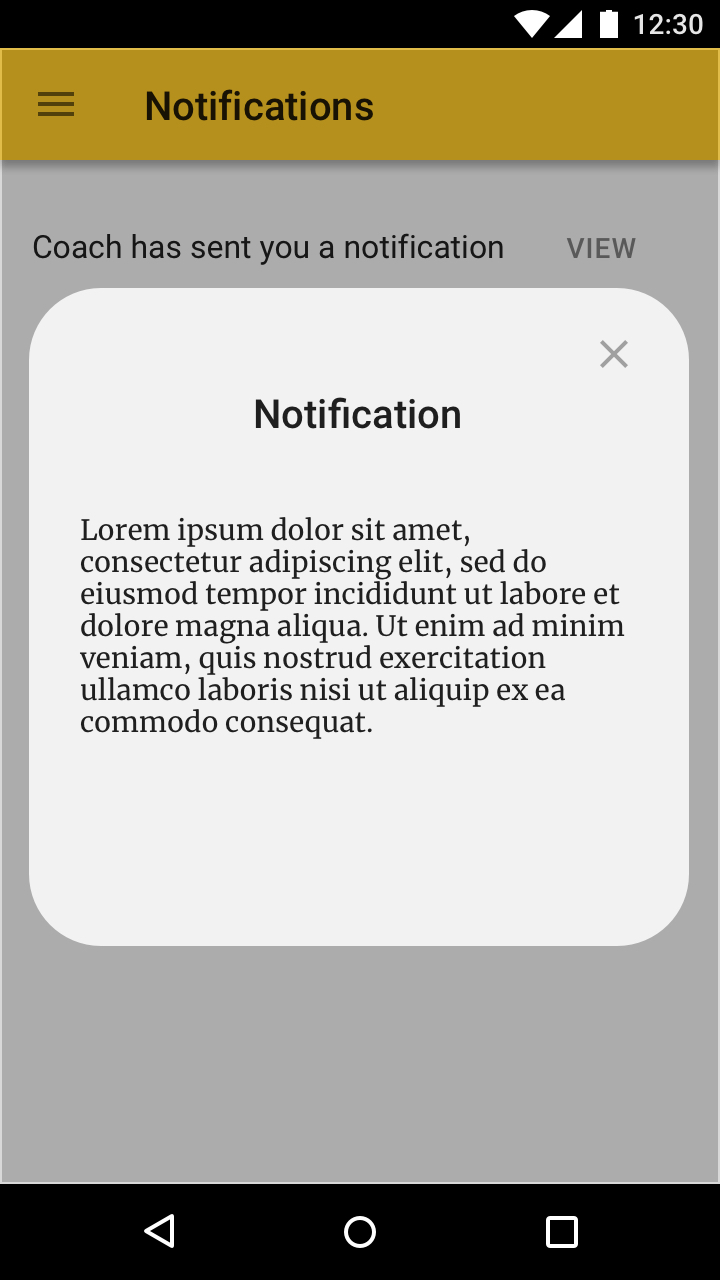 12:30
Notifications
Coach has sent you a notification VIEW
Notification
Lorem ipsum dolor sit amet,
consectetur adipiscing elit, sed do
eiusmod tempor incididunt ut labore et
dolore magna aliqua. Ut enim ad minim
veniam, quis nostrud exercitation
ullamco laboris nisi ut aliquip ex ea
commodo consequat.